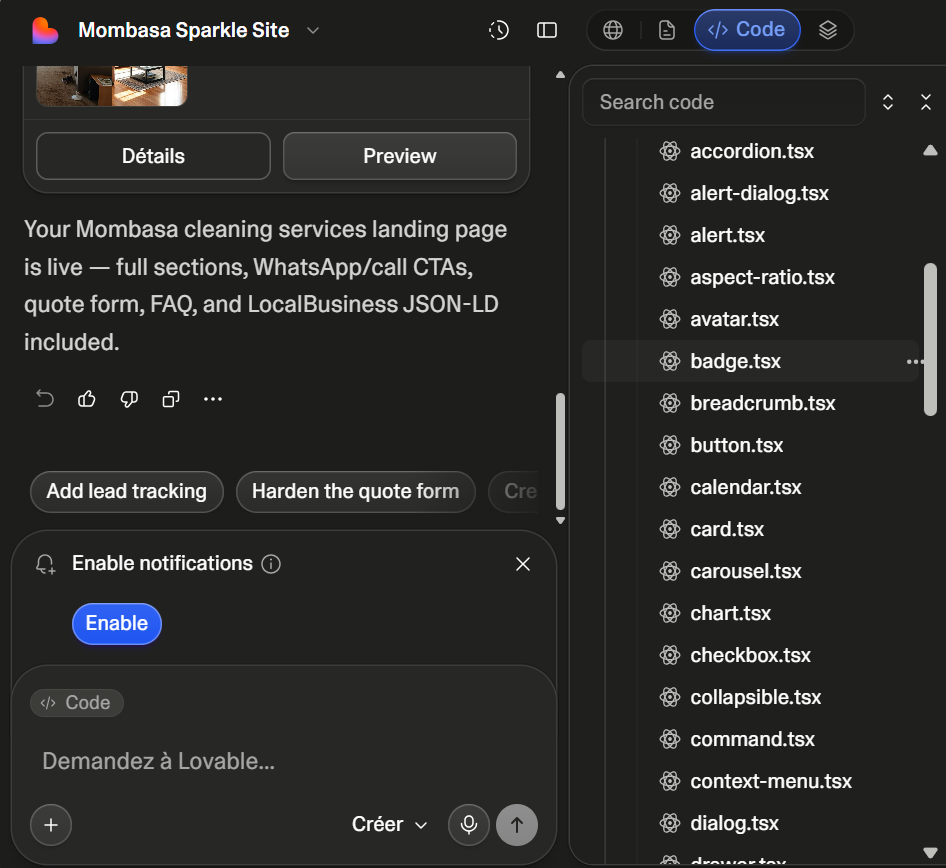 Mombasa Sparkle Site
Code
Détails
Preview
Your Mombasa cleaning services landing page
is live — full sections, WhatsApp/call CTAs,
quote form, FAQ, and LocalBusiness JSON-LD
included.
Add lead tracking
Harden the quote form
Cre
Enable notifications
Enable
Code
Demandez à Lovable...
Créer
Search code
accordion.tsx
alert-dialog.tsx
alert.tsx
aspect-ratio.tsx
avatar.tsx
badge.tsx
breadcrumb.tsx
button.tsx
calendar.tsx
card.tsx
carousel.tsx
chart.tsx
checkbox.tsx
collapsible.tsx
command.tsx
context-menu.tsx
dialog.tsx
drawer.tsx